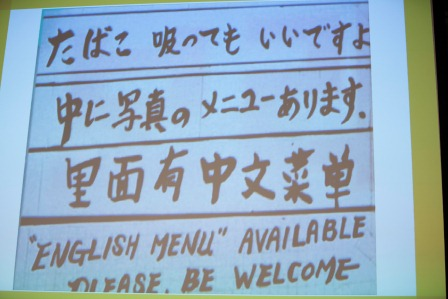 たばこ 吸っても いいですよ
中に写真のメニューあります.
里面有中文菜单
"ENGLISH MENU" AVAILABLE
PLEASE. BE WELCOME